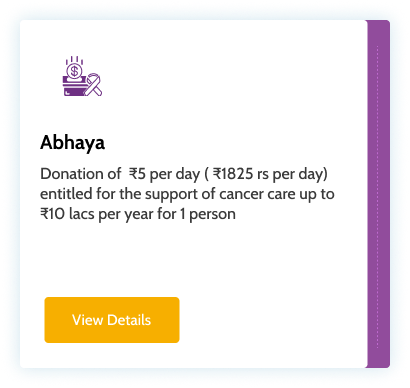 Abhaya
Donation of ₹5 per day ( ₹1825 rs per day)
entitled for the support of cancer care up to
₹10 lacs per year for 1 person
View Details